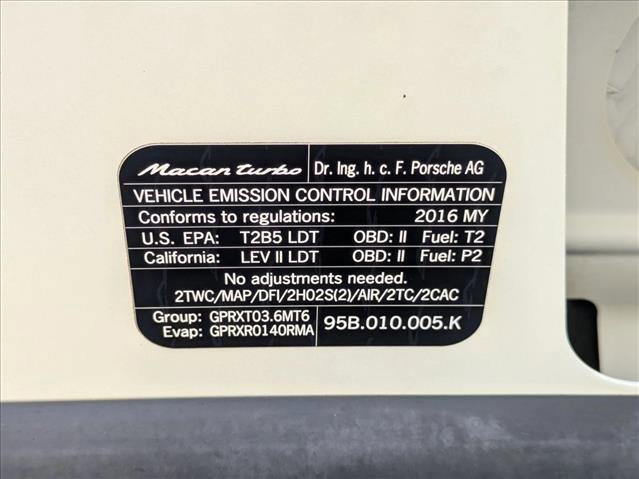 Macan turbo Dr. Ing. h. c. F. Porsche AG
VEHICLE EMISSION CONTROL INFORMATION
Conforms to regulations: 2016 MY
U.S. EPA: T2B5 LDT OBD: II Fuel: T2
California: LEV II LDT OBD: II Fuel: P2
No adjustments needed.
2TWC/MAP/DFI/2HO2S(2)/AIR/2TC/2CAC
Group: GPRXT03.6MT6
Evap: GPRXR0140RMA
95B.010.005.K